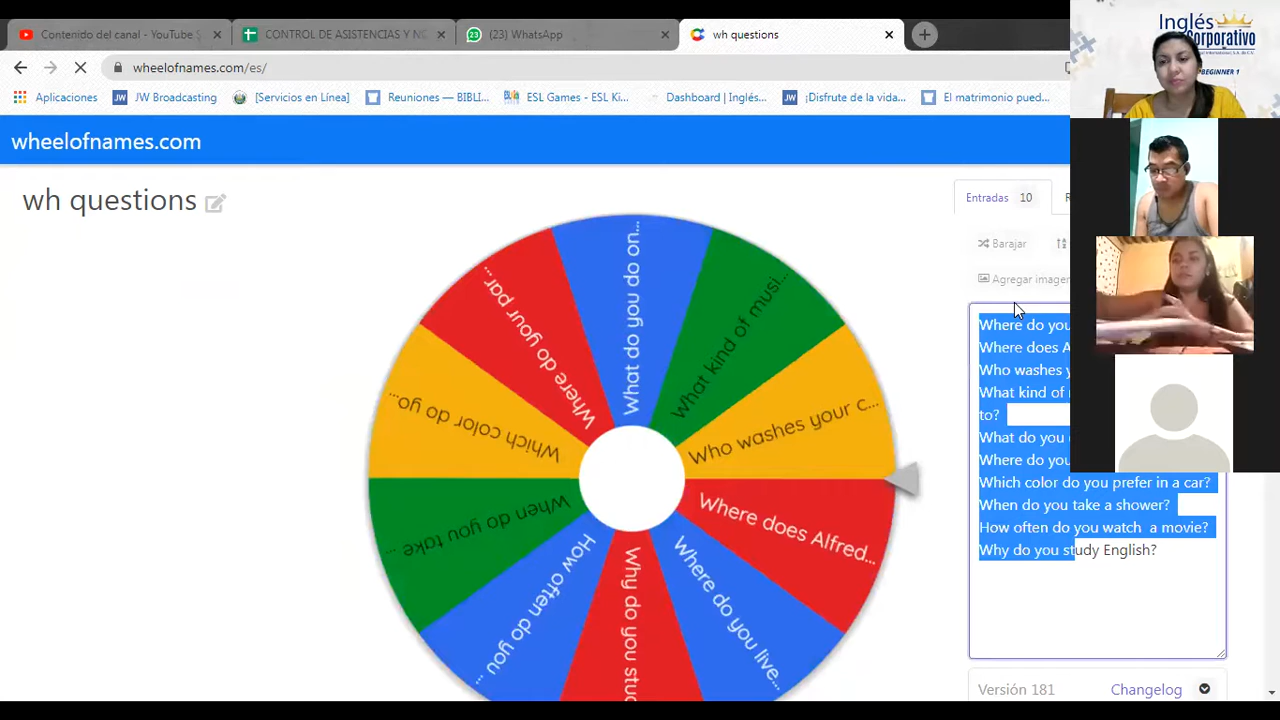 Contenido del canal - YouTube S
CONTROL DE ASISTENCIAS Y NO
23 (23) WhatsApp
wh questions
wheelofnames.com/es/
Aplicaciones
JW Broadcasting
[Servicios en Línea]
Reuniones — BIBLI...
ESL Games - ESL Ki...
Dashboard | Inglés...
¡Disfrute de la vida...
El matrimonio pued...
wheelofnames.com
wh questions
Entradas 10
Barajar
Agregar imagen
Where do you
Where does A
Who washes y
What kind of
to?
What do you
Where do you
Which color do you prefer in a car?
When do you take a shower?
How often do you watch  a movie?
Why do you study English?
Versión 181 Changelog
What do you do on...
What kind of musi...
Who washes your c...
Where does Alfred...
Where do you live...
Why do you stu
How often do you ...
When do you take ...
Which color do yo...
Where do your par...
Inglés
Corporativo
BEGINNER 1